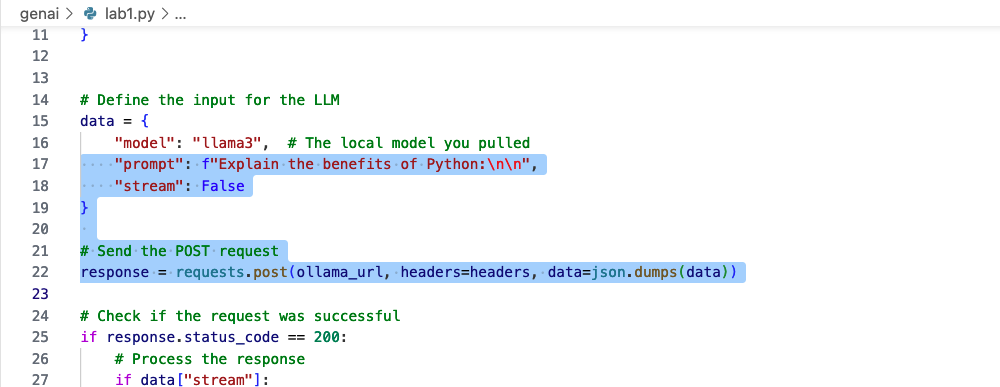 genai > lab1.py > ...
11 }
12
13
14 # Define the input for the LLM
15 data = {
16     "model": "llama3",  # The local model you pulled
17     "prompt": f"Explain the benefits of Python:\n\n",
18     "stream": False
19 }
20
21 # Send the POST request
22 response = requests.post(ollama_url, headers=headers, data=json.dumps(data))
23
24 # Check if the request was successful
25 if response.status_code == 200:
26     # Process the response
27     if data["stream"]: